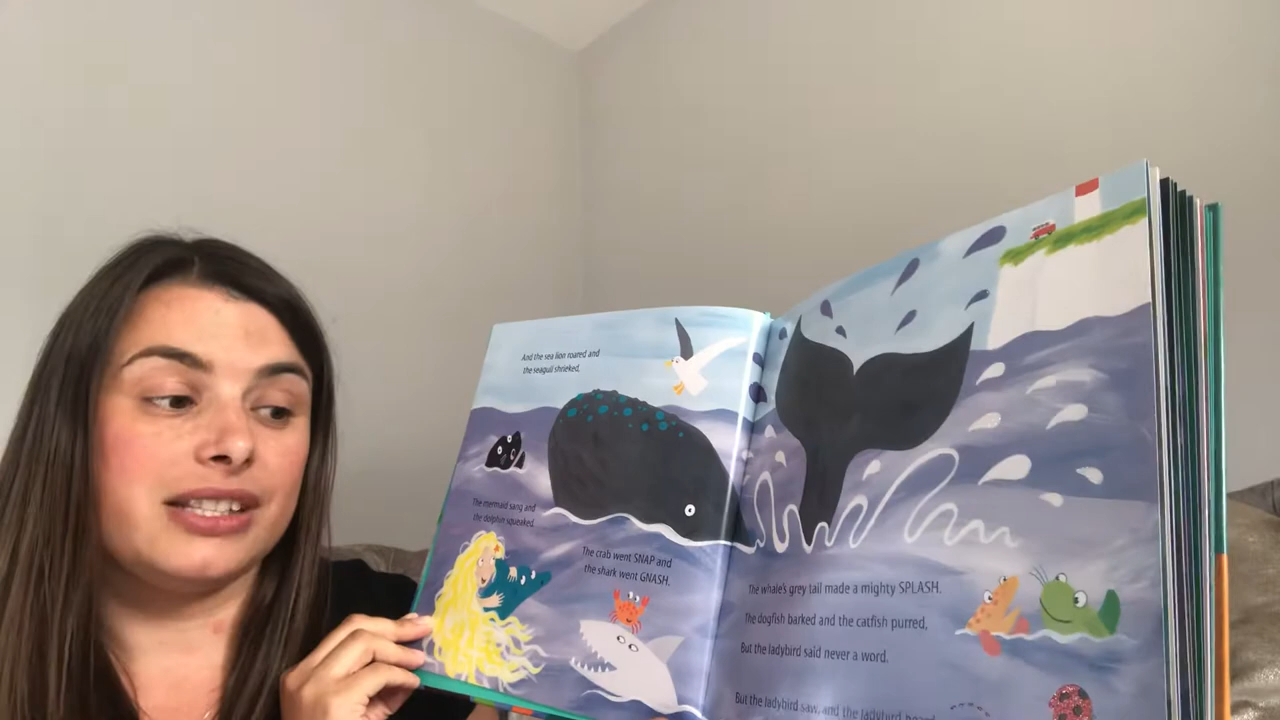 And the sea lion roared and
the seagull shrieked,
The mermaid sang and
the dolphin squeaked.
The crab went SNAP and
the shark went GNASH.
The whale's grey tail made a mighty SPLASH.
The dogfish barked and the catfish purred,
But the ladybird said never a word.
But the ladybird saw, and the ladybird heard